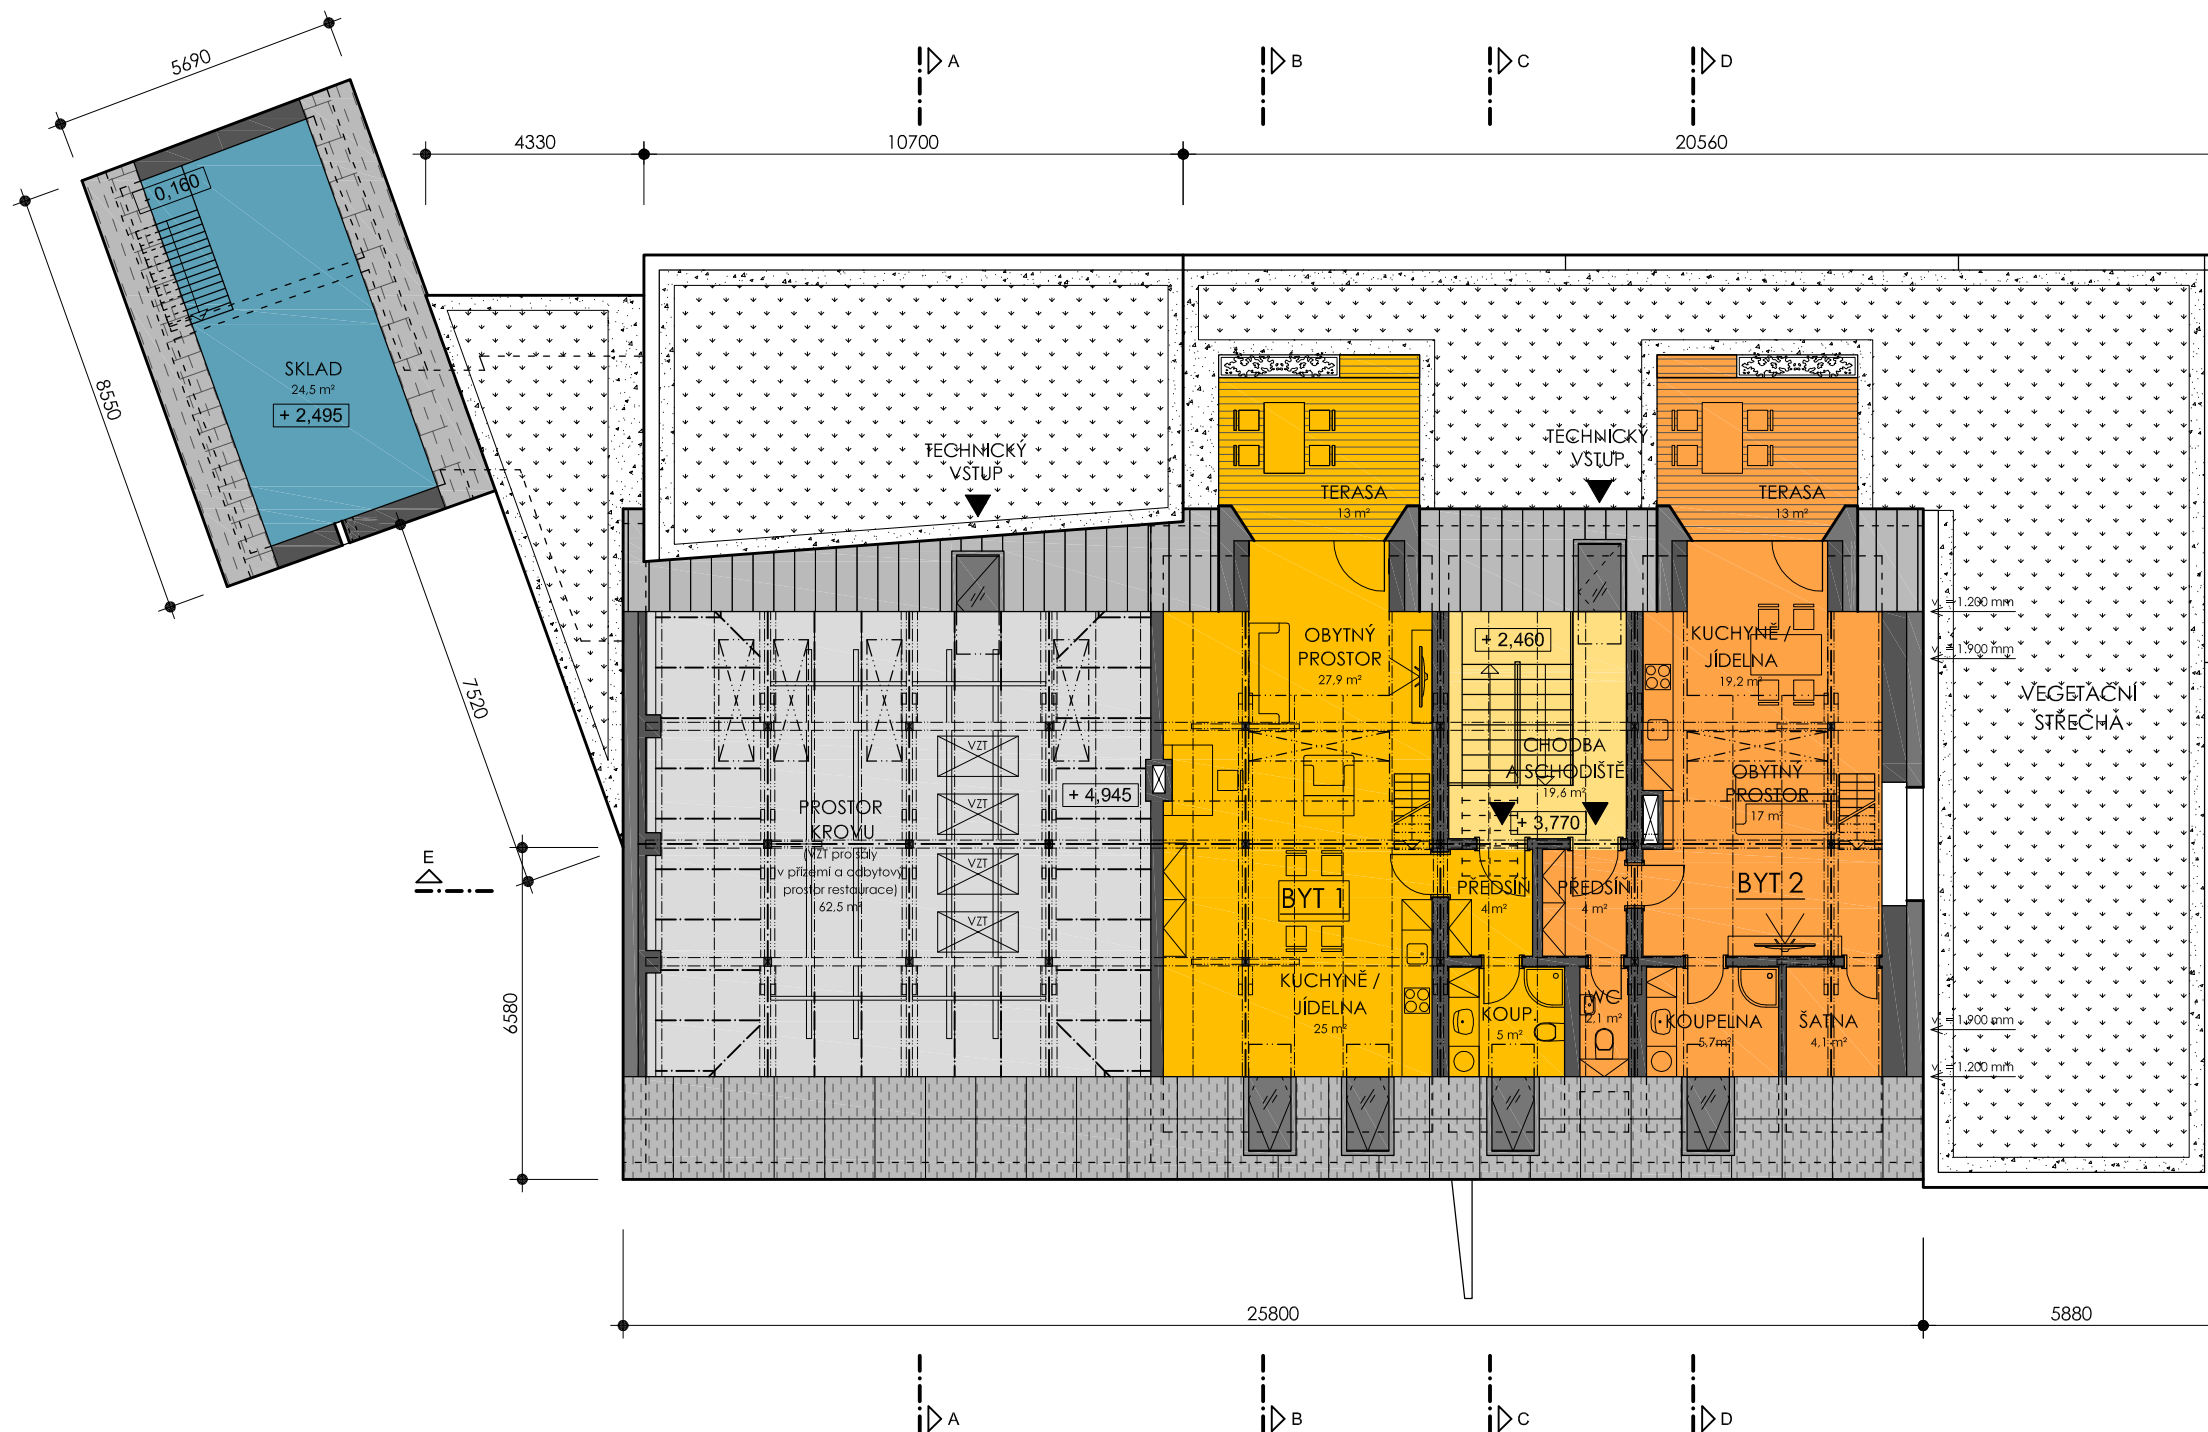 A
B
C
D
5690
4330
10700
20560
- 0,160
8550
SKLAD
24,5 m²
+ 2,495
TECHNICKÝ
VSTUP
TERASA
13 m²
TECHNICKÝ
VSTUP
TERASA
13 m²
7520
OBYTNÝ
PROSTOR
27,9 m²
+ 2,460
KUCHYNĚ /
JÍDELNA
19,2 m²
v. = 1.200 mm
v. = 1.900 mm
VEGETAČNÍ
STŘECHA
VZT
VZT
VZT
VZT
+ 4,945
PROSTOR
KROVU
(VZT pro sály
v přízemí a odbytový
prostor restaurace)
62,5 m²
CHODBA
A SCHODIŠTĚ
19,6 m²
+ 3,770
OBYTNÝ
PROSTOR
17 m²
E
BYT 1
PŘEDSÍŇ
4 m²
PŘEDSÍŇ
4 m²
BYT 2
6580
KUCHYNĚ /
JÍDELNA
25 m²
KOUP.
5 m²
WC
2,1 m²
KOUPELNA
5,7m²
ŠATNA
4,1 m²
v. = 1.900 mm
v. = 1.200 mm
25800
5880
A
B
C
D